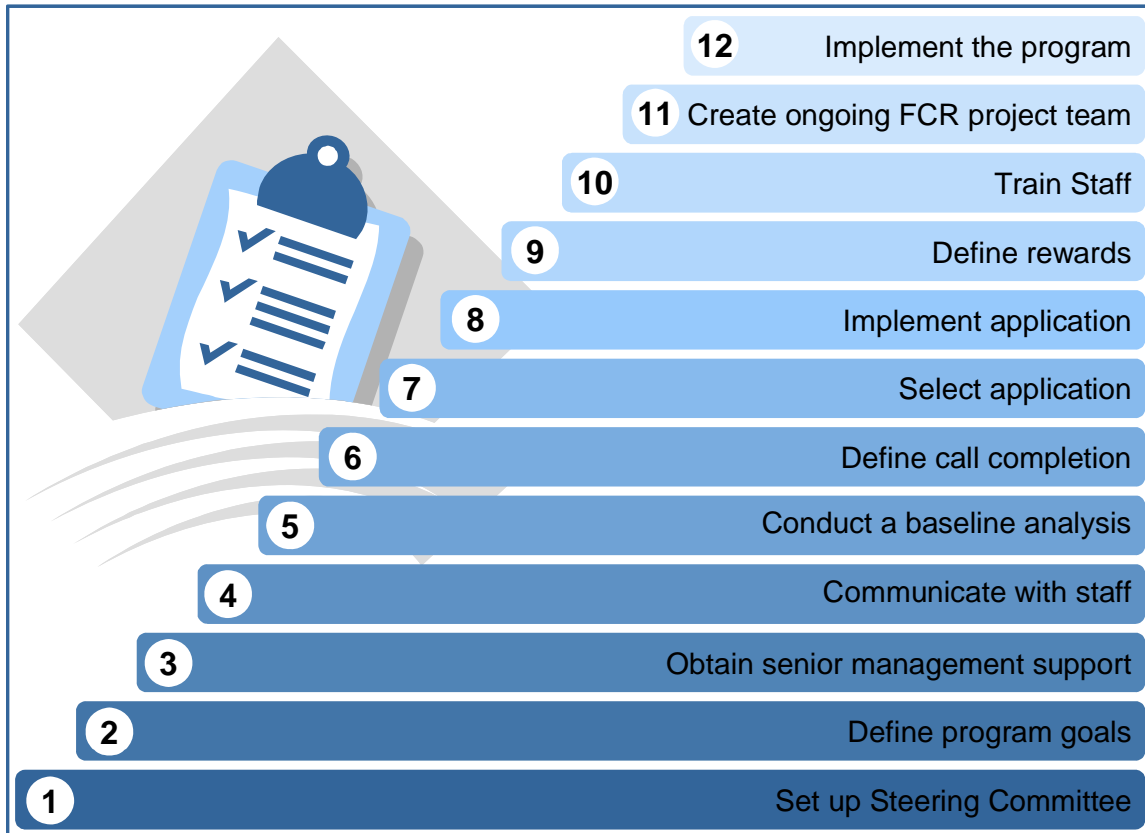 12 Implement the program
11 Create ongoing FCR project team
10 Train Staff
9 Define rewards
8 Implement application
7 Select application
6 Define call completion
5 Conduct a baseline analysis
4 Communicate with staff
3 Obtain senior management support
2 Define program goals
1 Set up Steering Committee